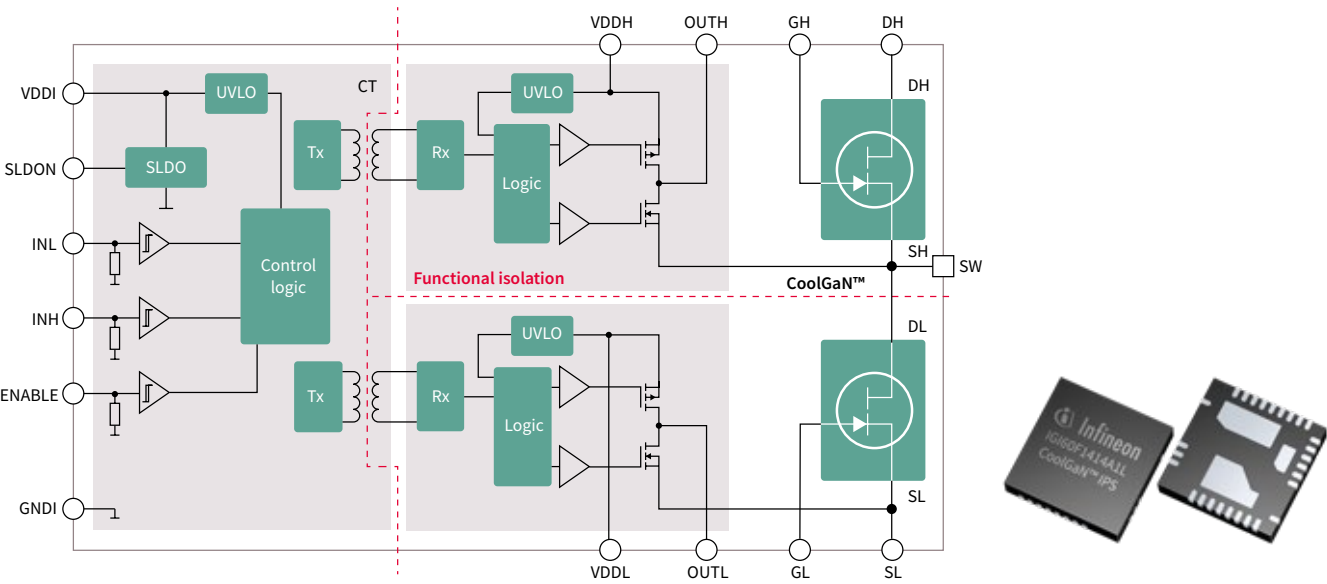 VDDH
OUTH
GH
DH
VDDI
UVLO
CT
UVLO
DH
Tx
Rx
SLDON
SLDO
Logic
INL
Control
logic
SH
SW
Functional isolation
CoolGaN™
INH
UVLO
DL
ENABLE
Tx
Rx
Logic
SL
GNDI
VDDL
OUTL
GL
SL
Infineon
IGI60F1414A1L
CoolGaN™ IPS